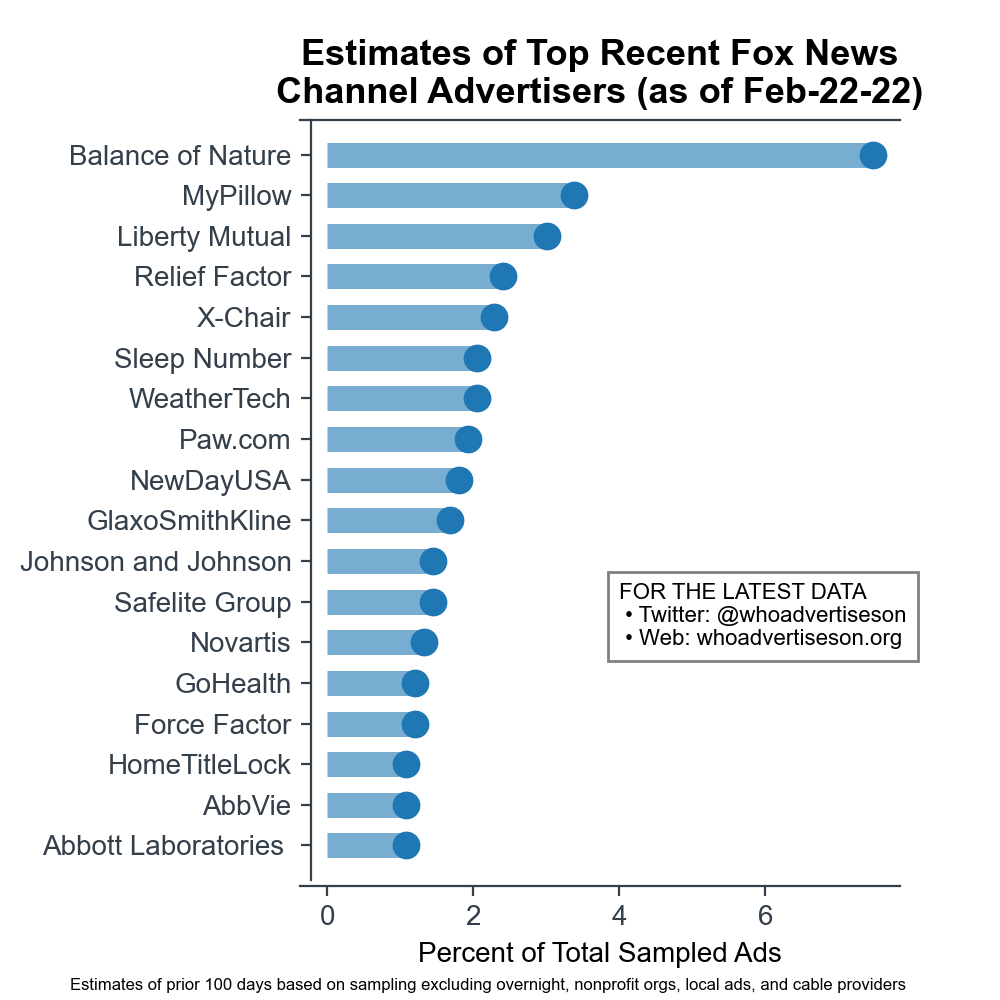 Estimates of Top Recent Fox News
Channel Advertisers (as of Feb-22-22)
Balance of Nature
MyPillow
Liberty Mutual
Relief Factor
X-Chair
Sleep Number
WeatherTech
Paw.com
NewDayUSA
GlaxoSmithKline
Johnson and Johnson
Safelite Group
Novartis
GoHealth
Force Factor
HomeTitleLock
AbbVie
Abbott Laboratories
FOR THE LATEST DATA
• Twitter: @whoadvertiseson
• Web: whoadvertiseson.org
0 2 4 6
Percent of Total Sampled Ads
Estimates of prior 100 days based on sampling excluding overnight, nonprofit orgs, local ads, and cable providers